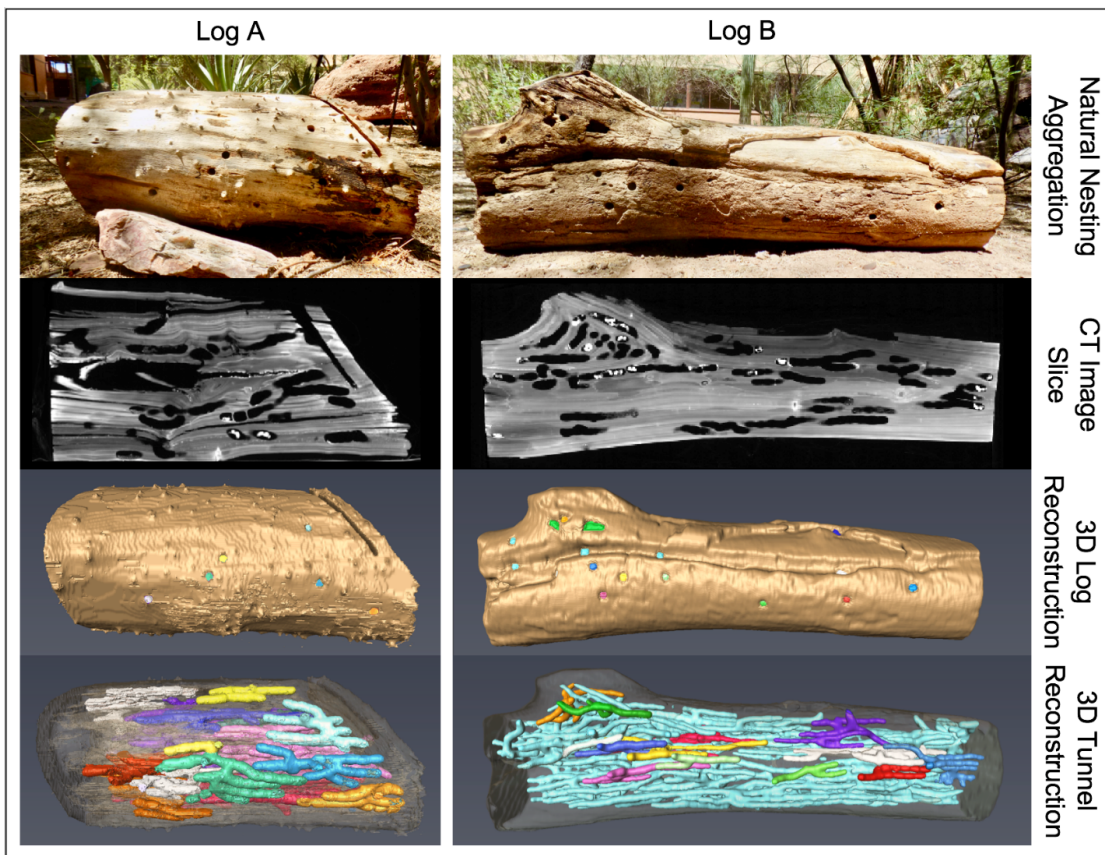 Log A
Log B
Natural Nesting
Aggregation
CT Image
Slice
3D Log
Reconstruction
3D Tunnel
Reconstruction